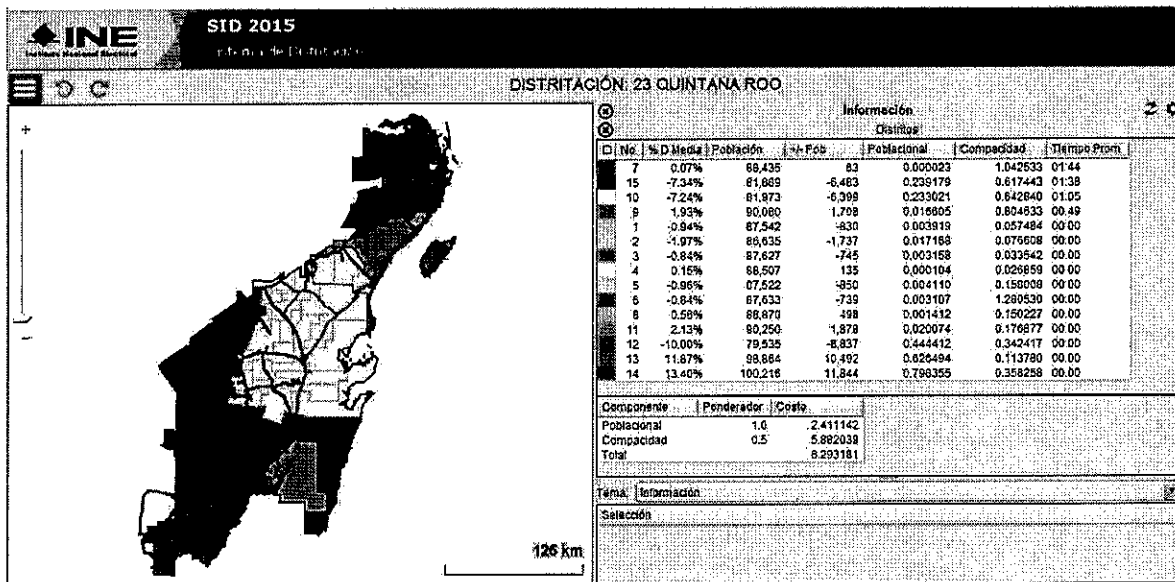 INE
Instituto Nacional Electoral
SID 2015
Sistema de Distritación
DISTRITACIÓN: 23 QUINTANA ROO
+
-
126 km
Información
Distritos
No. % D.Media Población +/- Pob Poblacional Compacidad Tiempo Prom
7 0.07% 88,435 63 0.000023 1.042533 01:44
15 -7.34% 81,889 -6,483 0.239179 0.617443 01:38
10 -7.24% 81,973 -6,399 0.233021 0.642840 01:05
9 1.93% 90,080 1,708 0.016605 0.804633 00:49
1 -0.94% 87,542 -830 0.003919 0.057484 00:00
2 -1.97% 86,635 -1,737 0.017168 0.076608 00:00
3 -0.84% 87,627 -745 0.003158 0.033542 00:00
4 0.15% 88,507 135 0.000104 0.026859 00:00
5 -0.96% 87,522 -850 0.004110 0.158008 00:00
6 -0.84% 87,633 -739 0.003107 1.280530 00:00
8 0.56% 88,870 498 0.001412 0.150227 00:00
11 2.13% 90,250 1,878 0.020074 0.176877 00:00
12 -10.00% 79,535 -8,837 0.444412 0.342417 00:00
13 11.87% 98,864 10,492 0.626494 0.113780 00:00
14 13.40% 100,216 11,844 0.798355 0.358258 00:00
Componente Ponderador Costo
Poblacional 1.0 2.411142
Compacidad 0.5 5.882039
Total 8.293181
Tema: Información
Selección